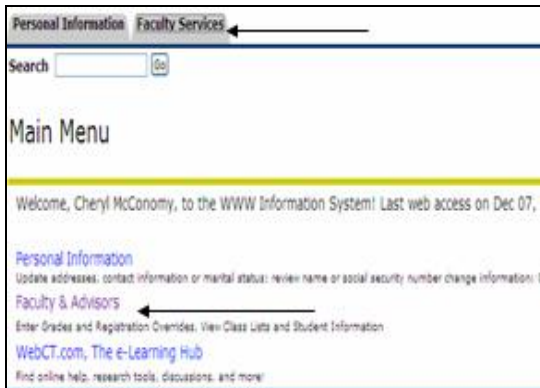 Personal Information Faculty Services
Search Go
Main Menu
Welcome, Cheryl McConomy, to the WWW Information System! Last web access on Dec 07,
Personal Information
Update addresses, contact information or marital status; review name or social security number change information;
Faculty & Advisors
Enter Grades and Registration Overrides, View Class Lists and Student Information
WebCT.com, The e-Learning Hub
Find online help, research tools, discussions, and more!